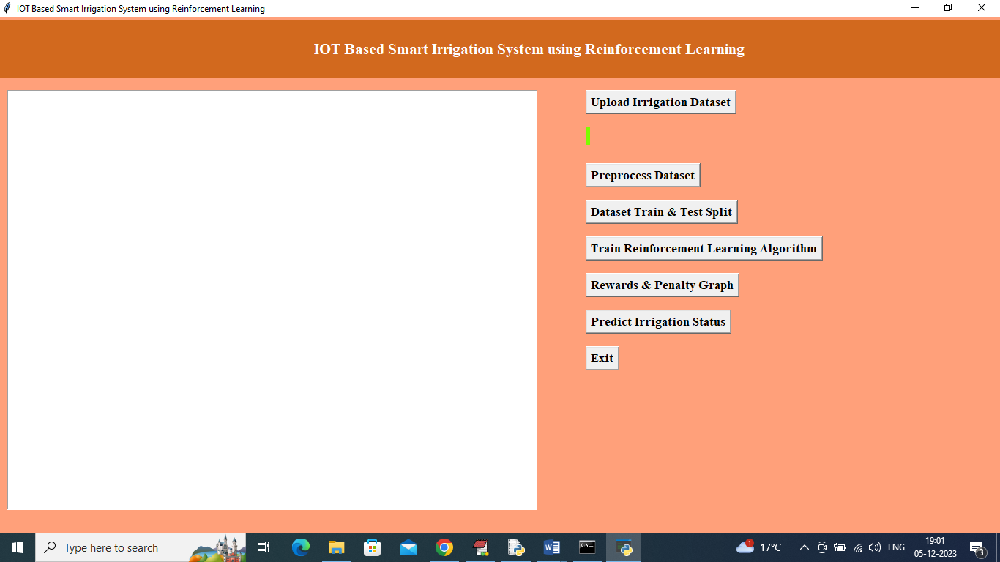 IOT Based Smart Irrigation System using Reinforcement Learning
IOT Based Smart Irrigation System using Reinforcement Learning
Upload Irrigation Dataset
Preprocess Dataset
Dataset Train & Test Split
Train Reinforcement Learning Algorithm
Rewards & Penalty Graph
Predict Irrigation Status
Exit
Type here to search
1
17°C
ENG
19:01
05-12-2023
3